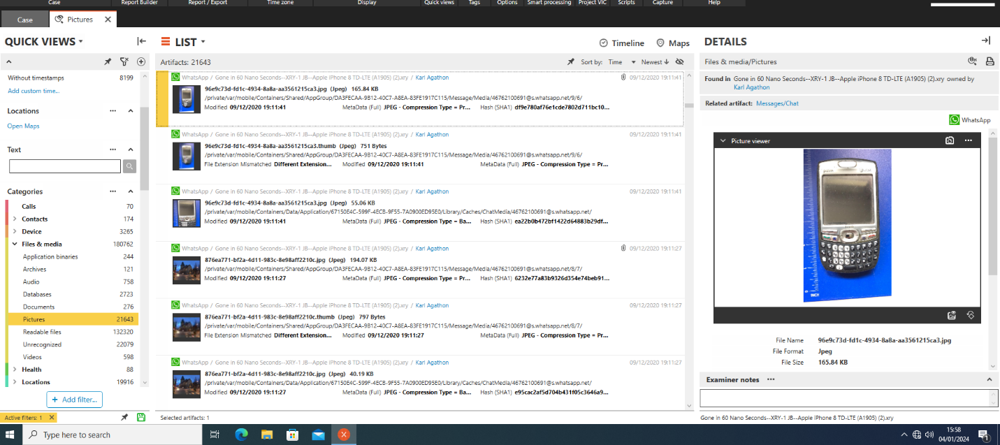 Case Report Builder Report / Export Time zone Display Quick views Tags Options Smart processing Project VIC Scripts Capture Help
Case Pictures
QUICK VIEWS
Without timestamps 8199
Add custom time...
Locations
Open Maps
Text
Categories
Calls 70
Contacts 174
Device 3265
Files & media 180762
Application binaries 244
Archives 121
Audio 758
Databases 2723
Documents 276
Pictures 21643
Readable files 132320
Unrecognized 22079
Videos 598
Health 88
Locations 19916
+ Add filter...
Active filters: 1
LIST Timeline Maps
Artifacts: 21643 Sort by: Time Newest
WhatsApp / Gone in 60 Nano Seconds--XRY-1 JB--Apple iPhone 8 TD-LTE (A1905) (2).xry / Karl Agathon 09/12/2020 19:11:41
96e9c73d-fd1c-4934-8a8a-aa3561215ca3.jpg (Jpeg) 165.84 KB
/private/var/mobile/Containers/Shared/AppGroup/DA3FECAA-9B12-40C7-A8EA-83FE1917C115/Message/Media/46762100691@s.whatsapp.net/9/6/
Modified 09/12/2020 19:11:41 MetaData (Full) JPEG - Compression Type = Pr... Hash (SHA1) df9e780af76e1cde7802d711bc10...
WhatsApp / Gone in 60 Nano Seconds--XRY-1 JB--Apple iPhone 8 TD-LTE (A1905) (2).xry / Karl Agathon 09/12/2020 19:11:41
96e9c73d-fd1c-4934-8a8a-aa3561215ca3.thumb (Jpeg) 751 Bytes
/private/var/mobile/Containers/Shared/AppGroup/DA3FECAA-9B12-40C7-A8EA-83FE1917C115/Message/Media/46762100691@s.whatsapp.net/9/6/
File Extension Mismatched Different Extension... Modified 09/12/2020 19:11:41 MetaData (Full) JPEG - Compression Type = Pr...
WhatsApp / Gone in 60 Nano Seconds--XRY-1 JB--Apple iPhone 8 TD-LTE (A1905) (2).xry / Karl Agathon 09/12/2020 19:11:41
96e9c73d-fd1c-4934-8a8a-aa3561215ca3.jpg (Jpeg) 55.06 KB
/private/var/mobile/Containers/Data/Application/67150E4C-599F-4ECB-9F55-7A0900ED95E0/Library/Caches/ChatMedia/46762100691@s.whatsapp.net/
Modified 09/12/2020 19:11:41 MetaData (Full) JPEG - Compression Type = Ba... Hash (SHA1) ea22b0b472bf1422d64883b29df...
WhatsApp / Gone in 60 Nano Seconds--XRY-1 JB--Apple iPhone 8 TD-LTE (A1905) (2).xry / Karl Agathon 09/12/2020 19:11:27
876ea771-bf2a-4d11-983c-8e98aff2210c.jpg (Jpeg) 194.07 KB
/private/var/mobile/Containers/Shared/AppGroup/DA3FECAA-9B12-40C7-A8EA-83FE1917C115/Message/Media/46762100691@s.whatsapp.net/8/7/
Modified 09/12/2020 19:11:27 MetaData (Full) JPEG - Compression Type = Pr... Hash (SHA1) 6232e77a83b9326d354e74beb91...
WhatsApp / Gone in 60 Nano Seconds--XRY-1 JB--Apple iPhone 8 TD-LTE (A1905) (2).xry / Karl Agathon 09/12/2020 19:11:27
876ea771-bf2a-4d11-983c-8e98aff2210c.thumb (Jpeg) 797 Bytes
/private/var/mobile/Containers/Shared/AppGroup/DA3FECAA-9B12-40C7-A8EA-83FE1917C115/Message/Media/46762100691@s.whatsapp.net/8/7/
File Extension Mismatched Different Extension... Modified 09/12/2020 19:11:27 MetaData (Full) JPEG - Compression Type = Pr...
WhatsApp / Gone in 60 Nano Seconds--XRY-1 JB--Apple iPhone 8 TD-LTE (A1905) (2).xry / Karl Agathon 09/12/2020 19:11:27
876ea771-bf2a-4d11-983c-8e98aff2210c.jpg (Jpeg) 40.19 KB
/private/var/mobile/Containers/Data/Application/67150E4C-599F-4ECB-9F55-7A0900ED95E0/Library/Caches/ChatMedia/46762100691@s.whatsapp.net/
Modified 09/12/2020 19:11:27 MetaData (Full) JPEG - Compression Type = Ba... Hash (SHA1) e95cac2af5d704b431f05c3646a9...
Selected artifacts: 1
DETAILS
Files & media/Pictures
Found in Gone in 60 Nano Seconds--XRY-1 JB--Apple iPhone 8 TD-LTE (A1905) (2).xry owned by
Karl Agathon
Related artifact: Messages/Chat
WhatsApp
Picture viewer
palm
INCH
File Name 96e9c73d-fd1c-4934-8a8a-aa3561215ca3.jpg
File Format Jpeg
File Size 165.84 KB
Examiner notes
Gone in 60 Nano Seconds--XRY-1 JB--Apple iPhone 8 TD-LTE (A1905) (2).xry
Type here to search
15:58
04/01/2024
1